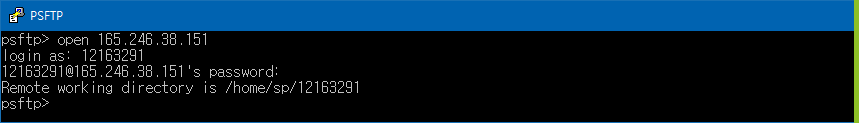 PSFTP
psftp> open 165.246.38.151
login as: 12163291
12163291@165.246.38.151's password:
Remote working directory is /home/sp/12163291
psftp>